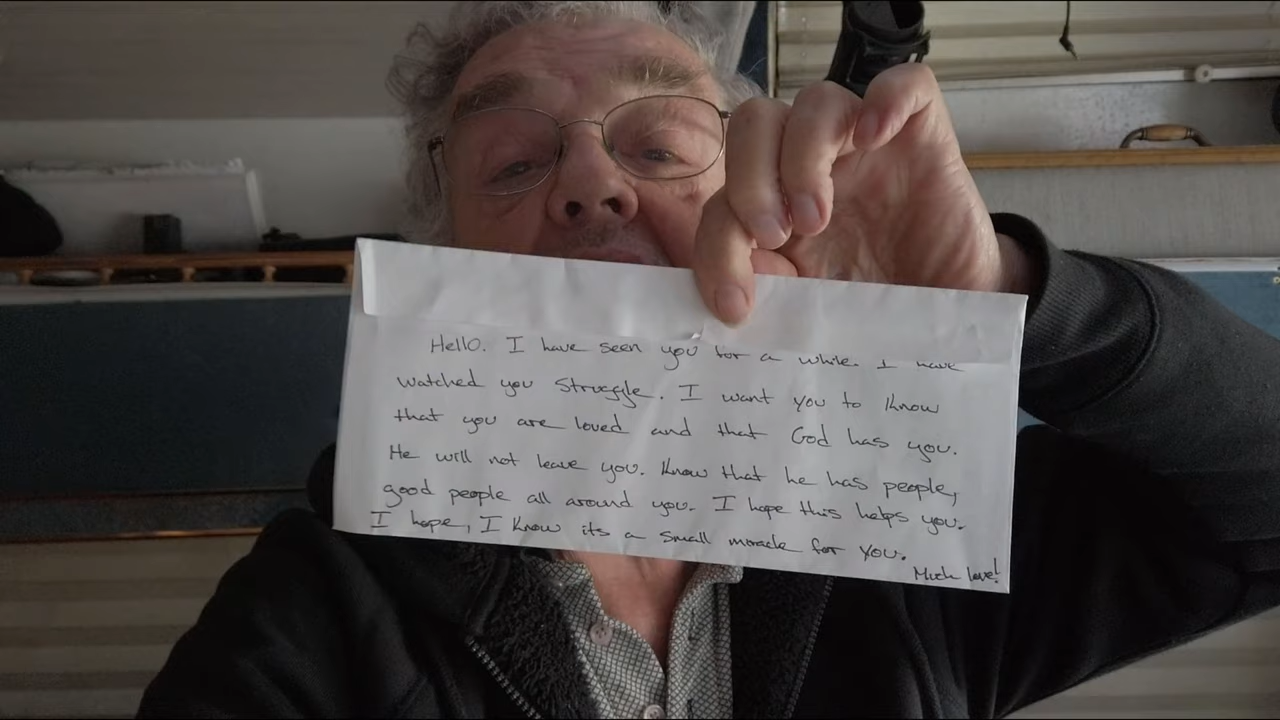 Hello. I have seen you for a while. I have
watched you struggle. I want you to know
that you are loved and that God has you.
He will not leave you. Know that he has people,
good people all around you. I hope this helps you.
I hope, I know its a small miracle for you.
Much love!